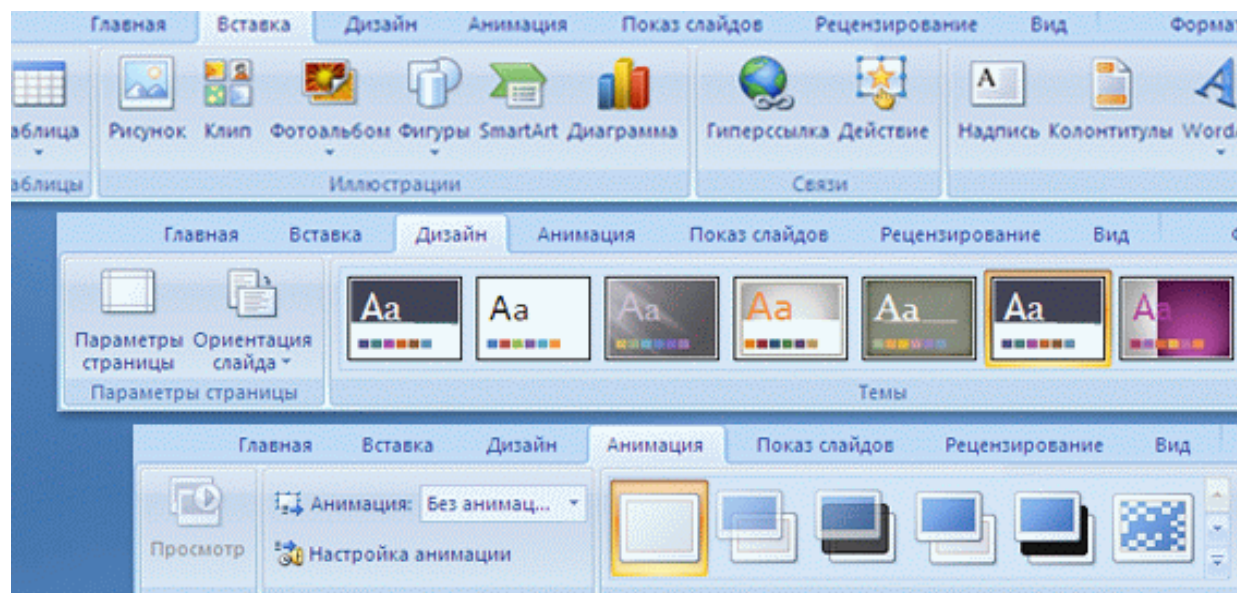 Главная Вставка Дизайн Анимация Показ слайдов Рецензирование Вид Формат
аблица Рисунок Клип Фотоальбом Фигуры SmartArt Диаграмма Гиперссылка Действие Надпись Колонтитулы WordA
аблицы Иллюстрации Связи
Главная Вставка Дизайн Анимация Показ слайдов Рецензирование Вид
Aa Aa Aa Aa Aa Aa Aa
Параметры страницы Ориентация слайда
Параметры страницы Темы
Главная Вставка Дизайн Анимация Показ слайдов Рецензирование Вид
Анимация: Без анимац...
Просмотр Настройка анимации